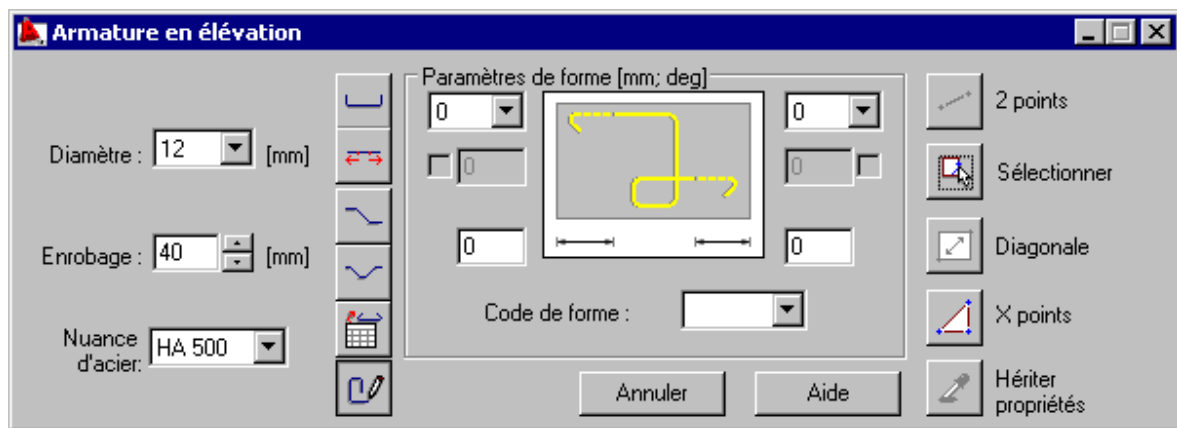 Armature en élévation
Diamètre : 12 [mm]
Enrobage : 40 [mm]
Nuance
d'acier: HA 500
Paramètres de forme [mm; deg]
0 0
0 0
0 0
Code de forme :
Annuler Aide
2 points
Sélectionner
Diagonale
X points
Hériter
propriétés